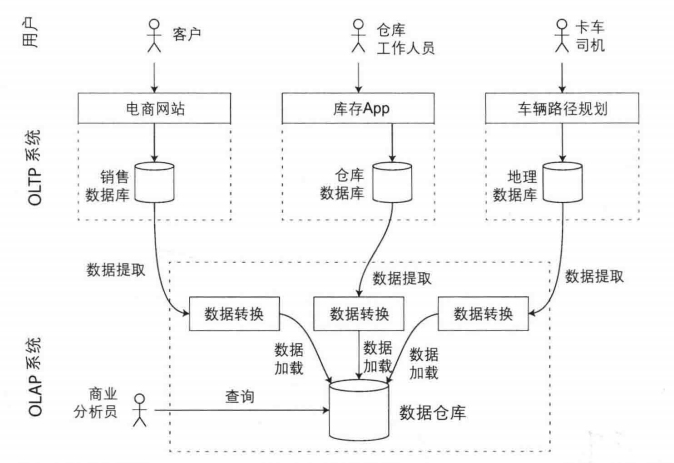 用户
客户
仓库
工作人员
卡车
司机
电商网站
库存App
车辆路径规划
OLTP 系统
销售
数据库
仓库
数据库
地理
数据库
数据提取
数据提取
数据提取
数据转换
数据转换
数据转换
数据
加载
数据
加载
数据
加载
OLAP 系统
商业
分析员
查询
数据仓库